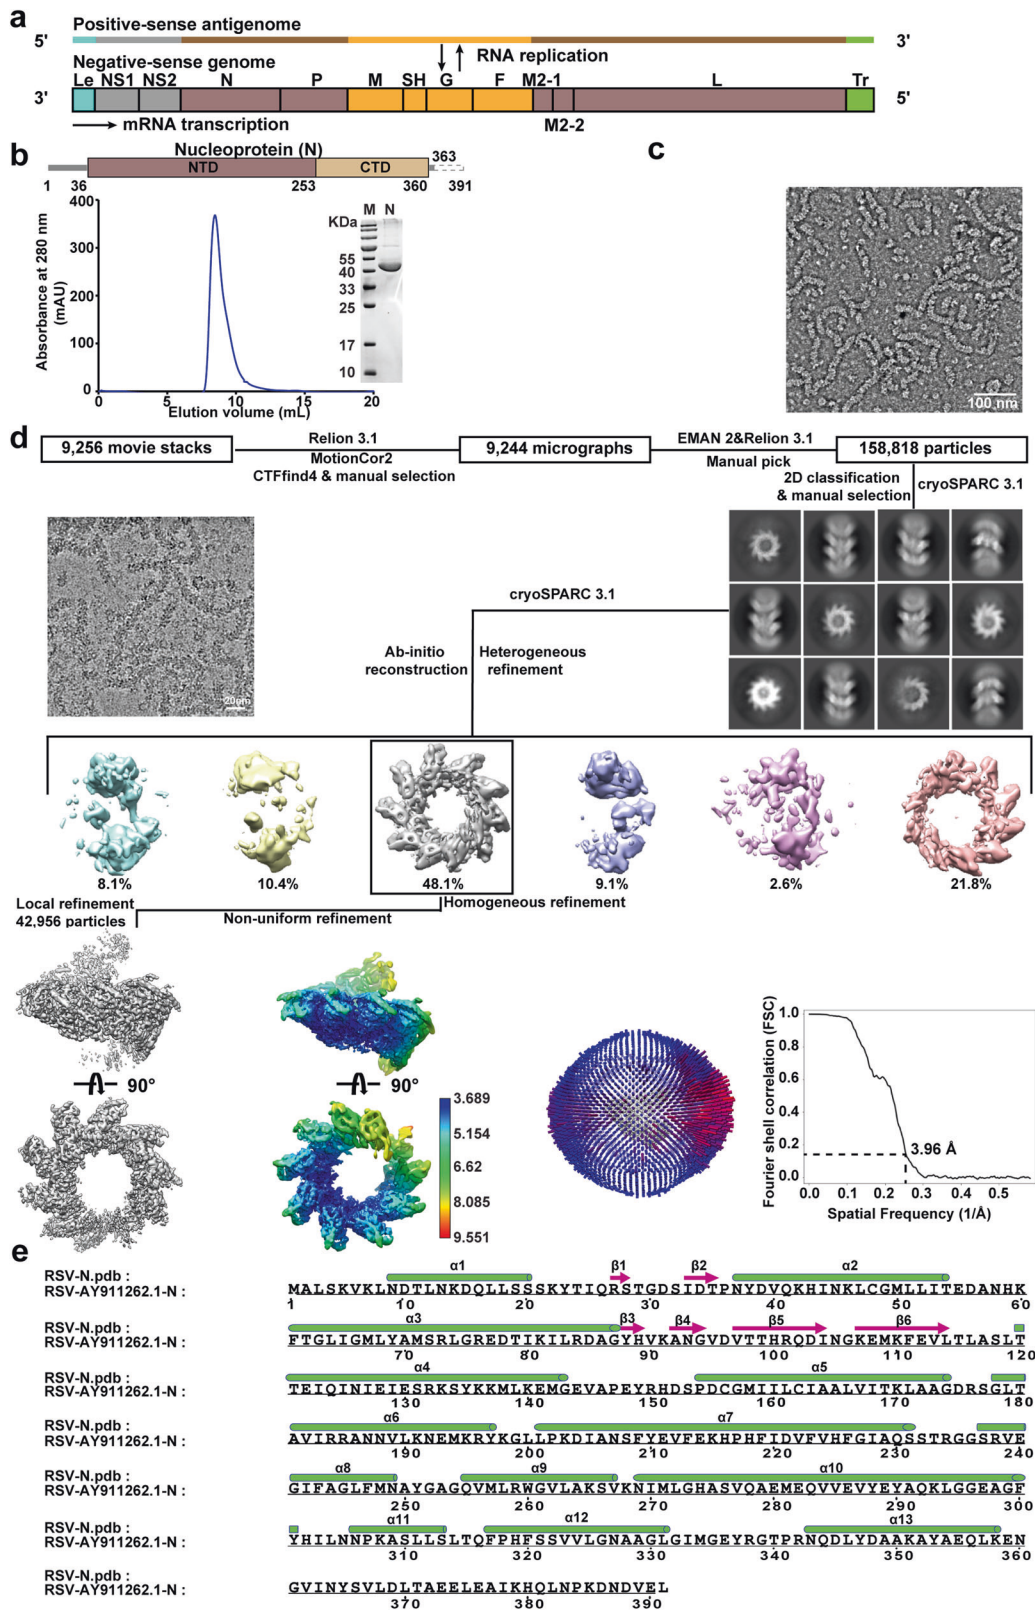 a
Positive-sense antigenome
5' 3'
RNA replication
Negative-sense genome
Le NS1 NS2 N P M SH G F M2-1 L Tr
3' 5'
mRNA transcription
M2-2
b
Nucleoprotein (N)
363
NTD CTD
1 36 253 360 391
Absorbance at 280 nm
(mAU)
400
300
200
100
0
0 5 10 15 20
Elution volume (mL)
M N
KDa
55
40
33
25
17
10
c
100 nm
d
9,256 movie stacks
Relion 3.1
MotionCor2
CTFfind4 & manual selection
9,244 micrographs
EMAN 2&Relion 3.1
Manual pick
158,818 particles
2D classification
& manual selection
cryoSPARC 3.1
20nm
cryoSPARC 3.1
Ab-initio
reconstruction
Heterogeneous
refinement
8.1% 10.4% 48.1% 9.1% 2.6% 21.8%
Local refinement
42,956 particles
Non-uniform refinement
Homogeneous refinement
90°
90°
3.689
5.154
6.62
8.085
9.551
Fourier shell correlation (FSC)
1.0
0.8
0.6
0.4
0.2
0.0
3.96 Å
0.0 0.1 0.2 0.3 0.4 0.5
Spatial Frequency (1/Å)
e
α1 β1 β2 α2
RSV-N.pdb :
RSV-AY911262.1-N : MALSKVKLNDTLNKDQLLSSSKYTIQRSTGDSIDTPNYDVQKHINKLCGMLLITEDANHK
1 10 20 30 40 50 60
α3 β3 β4 β5 β6
RSV-N.pdb :
RSV-AY911262.1-N : FTGLIGMLYAMSRLGREDTIKILRDAGYHVKANGVDVTTHRQDINGKEMKFEVLTLASLT
70 80 90 100 110 120
α4 α5
RSV-N.pdb :
RSV-AY911262.1-N : TEIQINIEIESRKSYKKMLKEMGEVAPEYRHDSPDCGMIILCIAALVITKLAAGDRSGLT
130 140 150 160 170 180
α6 α7
RSV-N.pdb :
RSV-AY911262.1-N : AVIRRANNVLKNEMKRYKGLLPKDIANSFYEVFEKHPHFIDVFVHFGIAQSSTRGGSRVE
190 200 210 220 230 240
α8 α9 α10
RSV-N.pdb :
RSV-AY911262.1-N : GIFAGLFMNAYGAGQVMLRWGVLAKSVKNIMLGHASVQAEMEQVVEVYEYAQKLGGEAGF
250 260 270 280 290 300
α11 α12 α13
RSV-N.pdb :
RSV-AY911262.1-N : YHILNNPKASLLSLTQFPHFSSVVLGNAAGLGIMGEYRGTPRNQDLYDAAKAYAEQLKEN
310 320 330 340 350 360
RSV-N.pdb :
RSV-AY911262.1-N : GVINYSVLDLTAEELEAIKHQLNPKDNDVEL
370 380 390